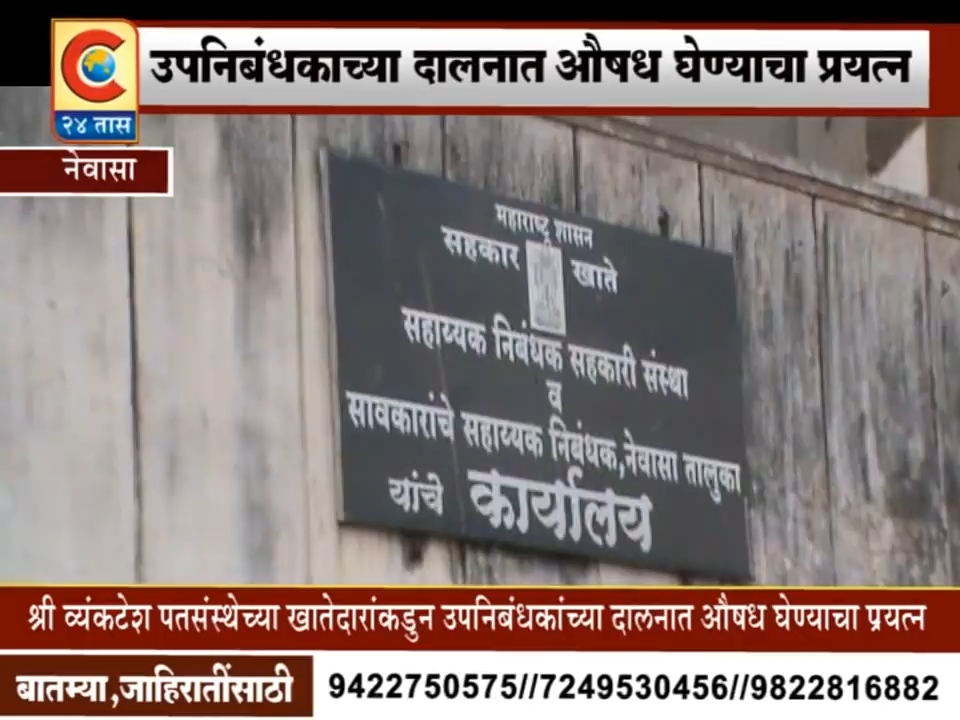 उपनिबंधकाच्या दालनात औषध घेण्याचा प्रयत्न
C
२४ तास
नेवासा
महाराष्ट्र शासन
सहकार खाते
सहाय्यक निबंधक सहकारी संस्था
व
सावकारांचे सहाय्यक निबंधक,नेवासा तालुका
यांचे कार्यालय
श्री व्यंकटेश पतसंस्थेच्या खातेदारांकडुन उपनिबंधकांच्या दालनात औषध घेण्याचा प्रयत्न
बातम्या,जाहिरातींसाठी
9422750575//7249530456//9822816882